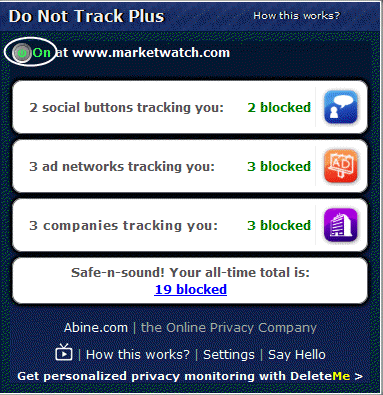 Do Not Track Plus How this works?
On at www.marketwatch.com
2 social buttons tracking you: 2 blocked
3 ad networks tracking you: 3 blocked
AD
3 companies tracking you: 3 blocked
Safe-n-sound! Your all-time total is:
19 blocked
Abine.com | the Online Privacy Company
| How this works? | Settings | Say Hello
Get personalized privacy monitoring with DeleteMe >